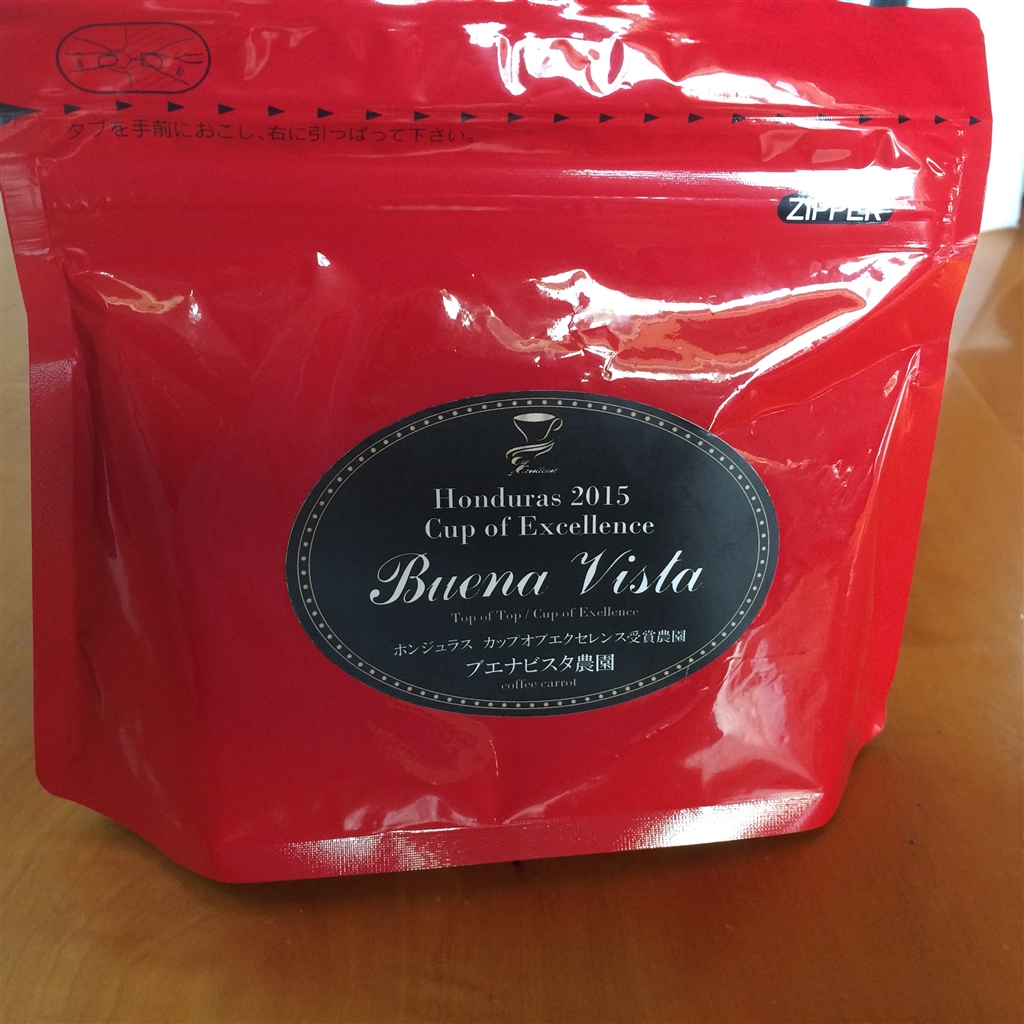 タブを手前におこし、右に引っぱって下さい。
ZIPPER
Cup of Excellence
Honduras 2015
Cup of Excellence
Buena Vista
Top of Top / Cup of Exellence
ホンジュラス カップオブエクセレンス受賞農園
ブエナビスタ農園
coffee carrot